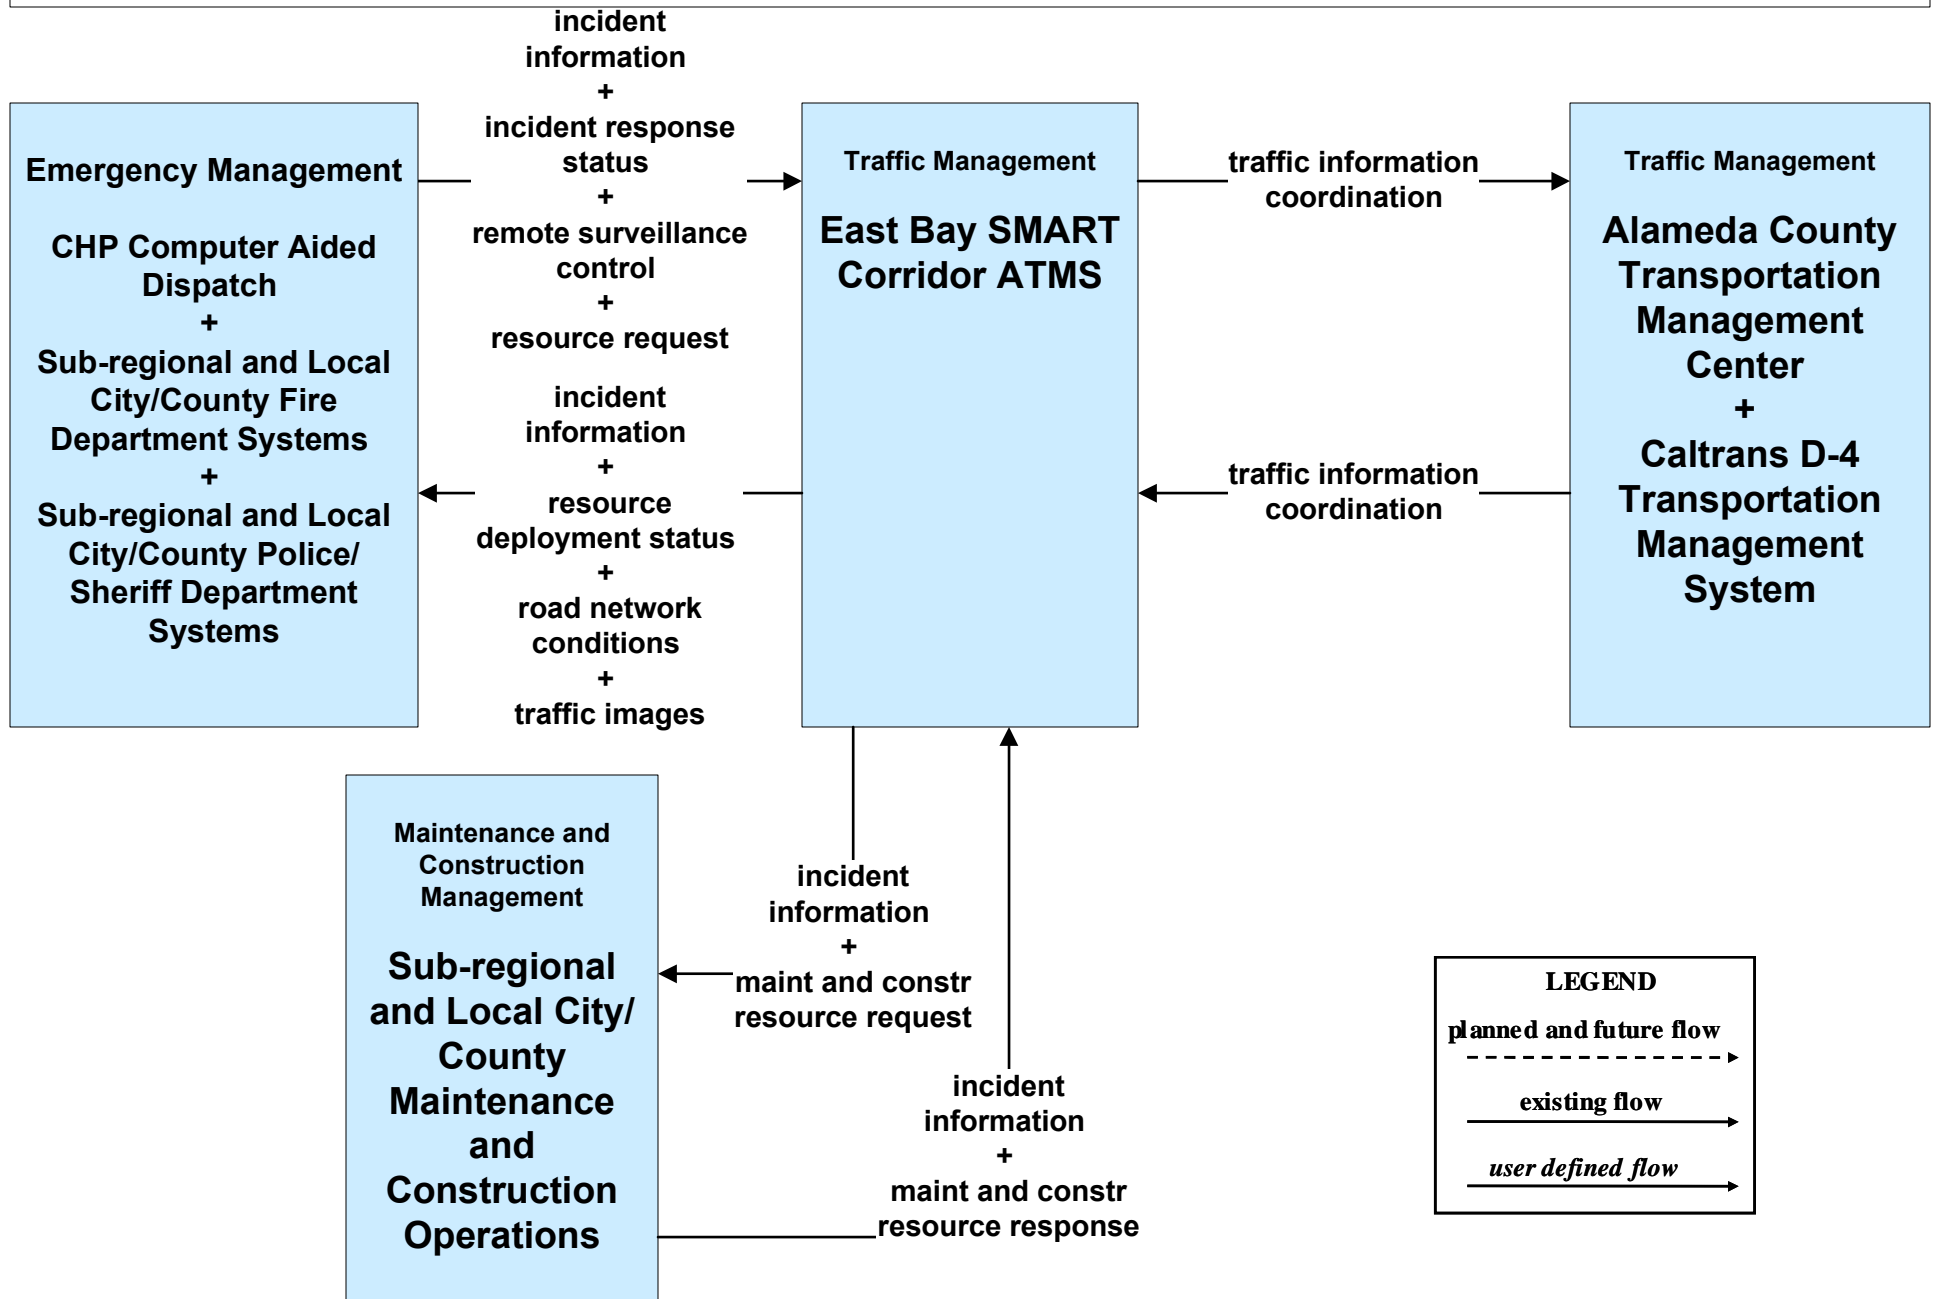 incident
information
+
incident response
status
+
remote surveillance
control
+
resource request
incident
information
+
resource
deployment status
+
road network
conditions
+
traffic images
Emergency Management
CHP Computer Aided
Dispatch
+
Sub-regional and Local
City/County Fire
Department Systems
+
Sub-regional and Local
City/County Police/
Sheriff Department
Systems
Traffic Management
East Bay SMART
Corridor ATMS
traffic information
coordination
traffic information
coordination
Traffic Management
Alameda County
Transportation
Management
Center
+
Caltrans D-4
Transportation
Management
System
Maintenance and
Construction
Management
Sub-regional
and Local City/
County
Maintenance
and
Construction
Operations
incident
information
+
maint and constr
resource request
incident
information
+
maint and constr
resource response
LEGEND
planned and future flow
existing flow
user defined flow